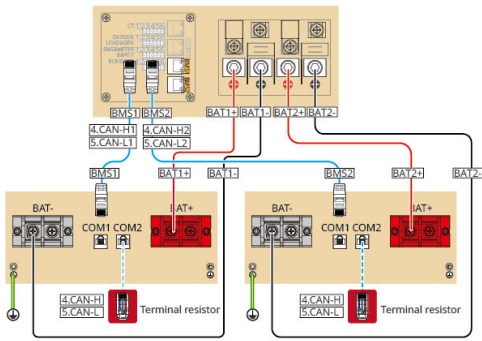 BMS1 BMS2
BMS1 BMS2 BAT1+ BAT1- BAT2+ BAT2-
4.CAN-H1 4.CAN-H2
5.CAN-L1 5.CAN-L2
BMS1 BAT1+ BAT1- BMS2 BAT2+ BAT2-
BAT- BAT+ BAT- BAT+
COM1 COM2 COM1 COM2
4.CAN-H 4.CAN-H
5.CAN-L Terminal resistor 5.CAN-L Terminal resistor